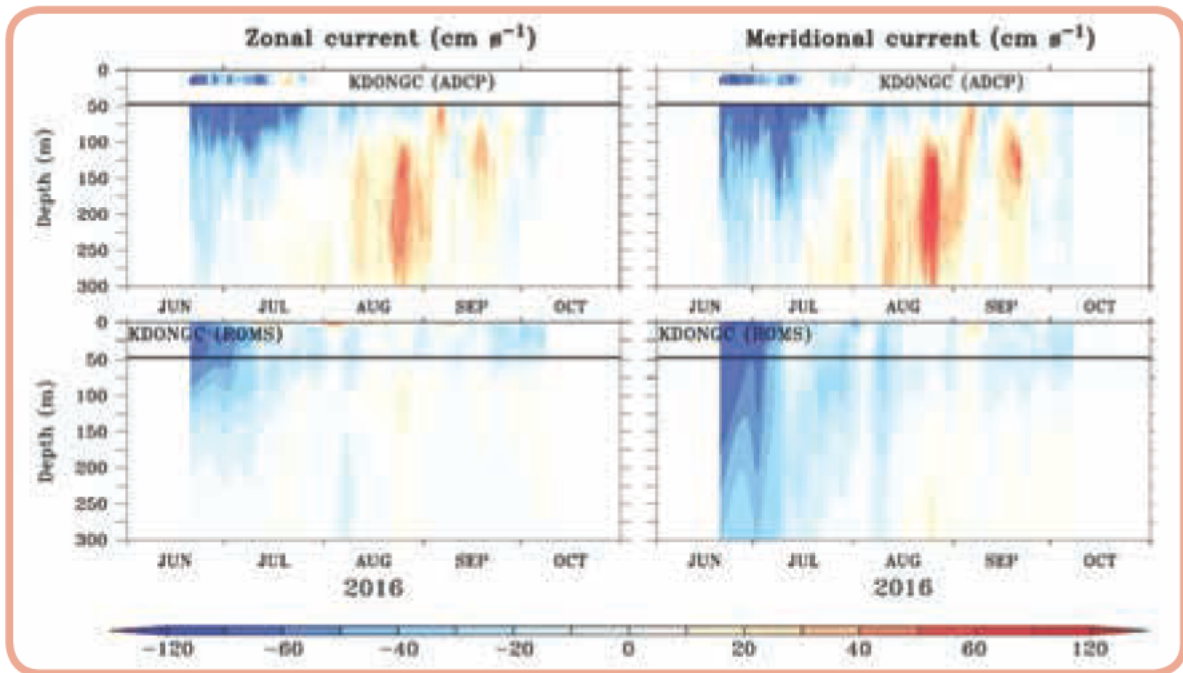 Zonal current (cm s⁻¹)
Meridional current (cm s⁻¹)
KDONGC (ADCP)
KDONGC (ADCP)
0
50
100
150
200
250
300
Depth (m)
JUN JUL AUG SEP OCT
JUN JUL AUG SEP OCT
KDONGC (ROMS)
KDONGC (ROMS)
0
50
100
150
200
250
300
Depth (m)
JUN JUL AUG SEP OCT
JUN JUL AUG SEP OCT
2016
2016
-120 -60 -40 -20 0 20 40 60 120